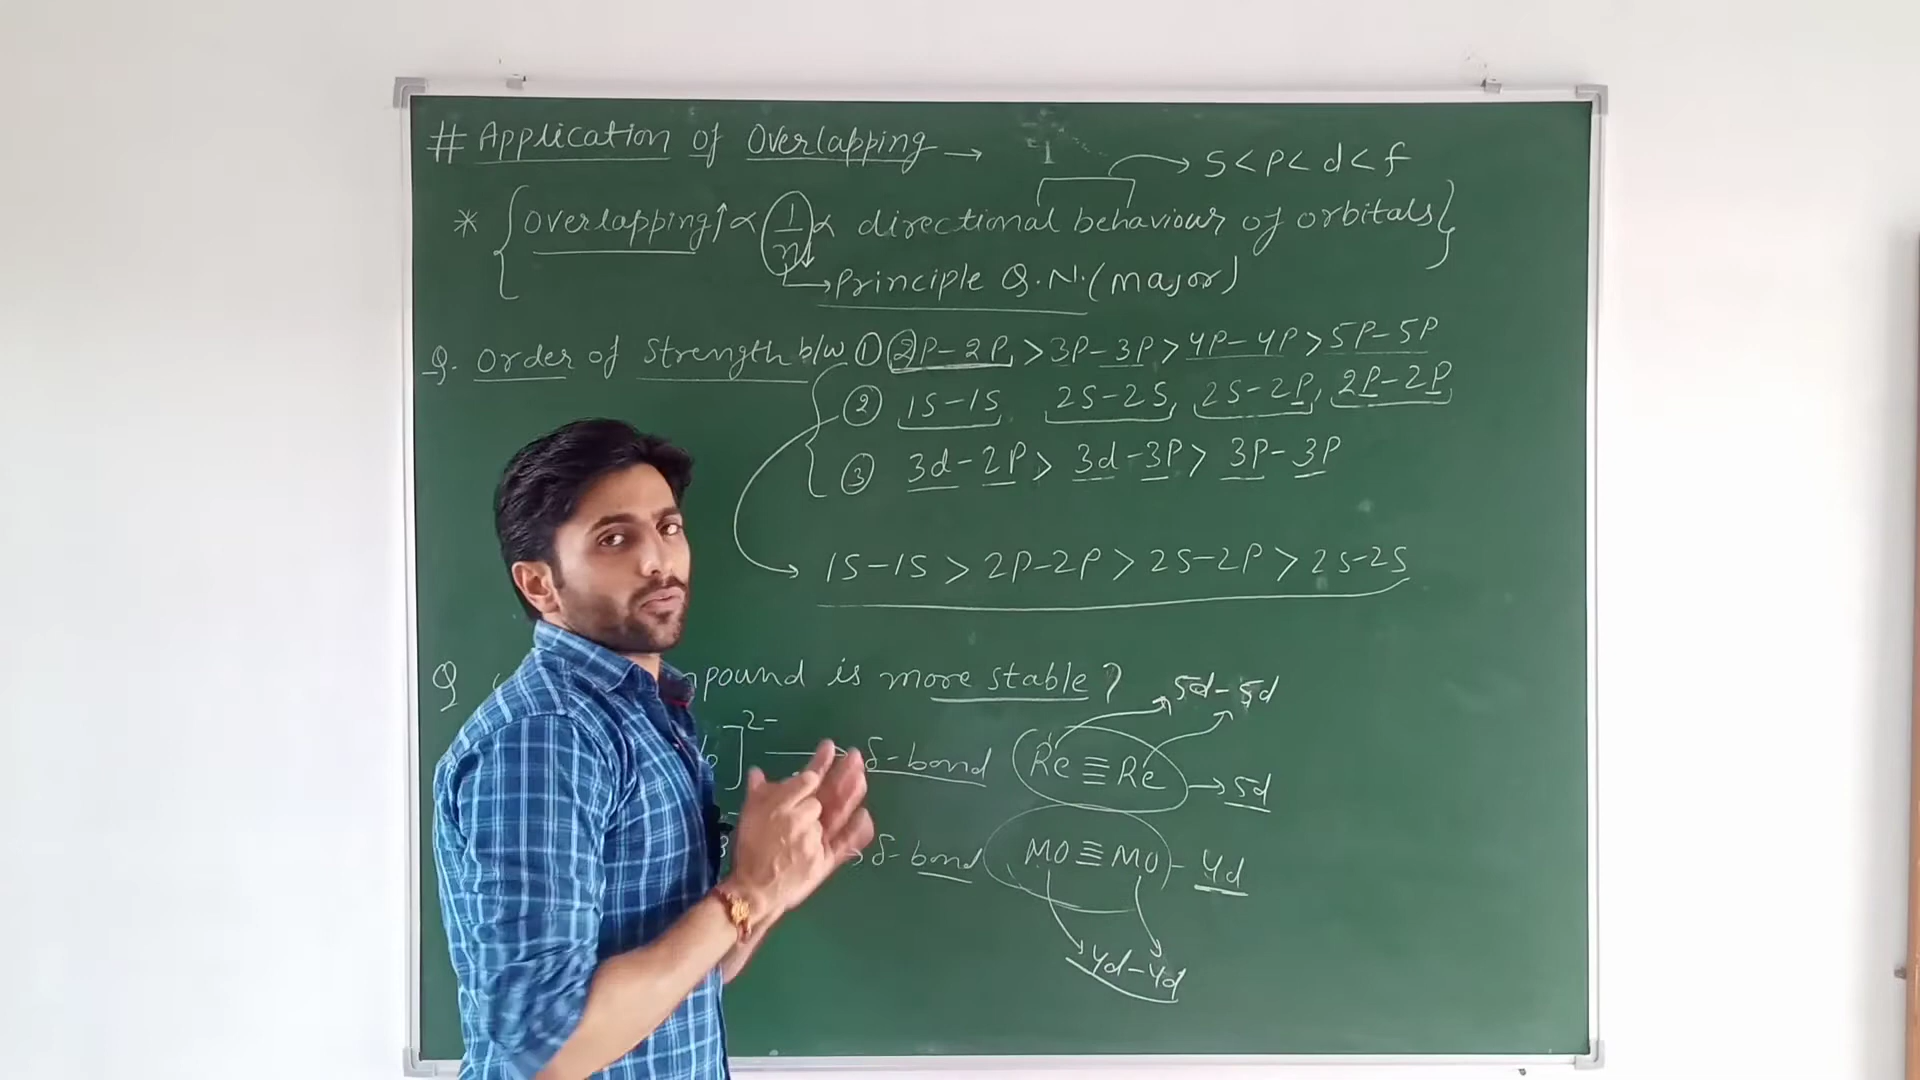 # Application of Overlapping → S < P < d < f
* { Overlapping↑ ∝ 1/n↓ ∝ directional behaviour of orbitals }
→ Principle Q.N. (major)
Q. Order of Strength b/w ① 2P-2P > 3P-3P > 4P-4P > 5P-5P
② 1S-1S 2S-2S, 2S-2P, 2P-2P
③ 3d-2P > 3d-3P > 3P-3P
1S-1S > 2P-2P > 2S-2P > 2S-2S
Q pound is more stable?
5d-5d
]²⁻ → δ-bond Re ≣ Re → 5d
→ δ-bond MO ≣ MO - 4d
4d-4d